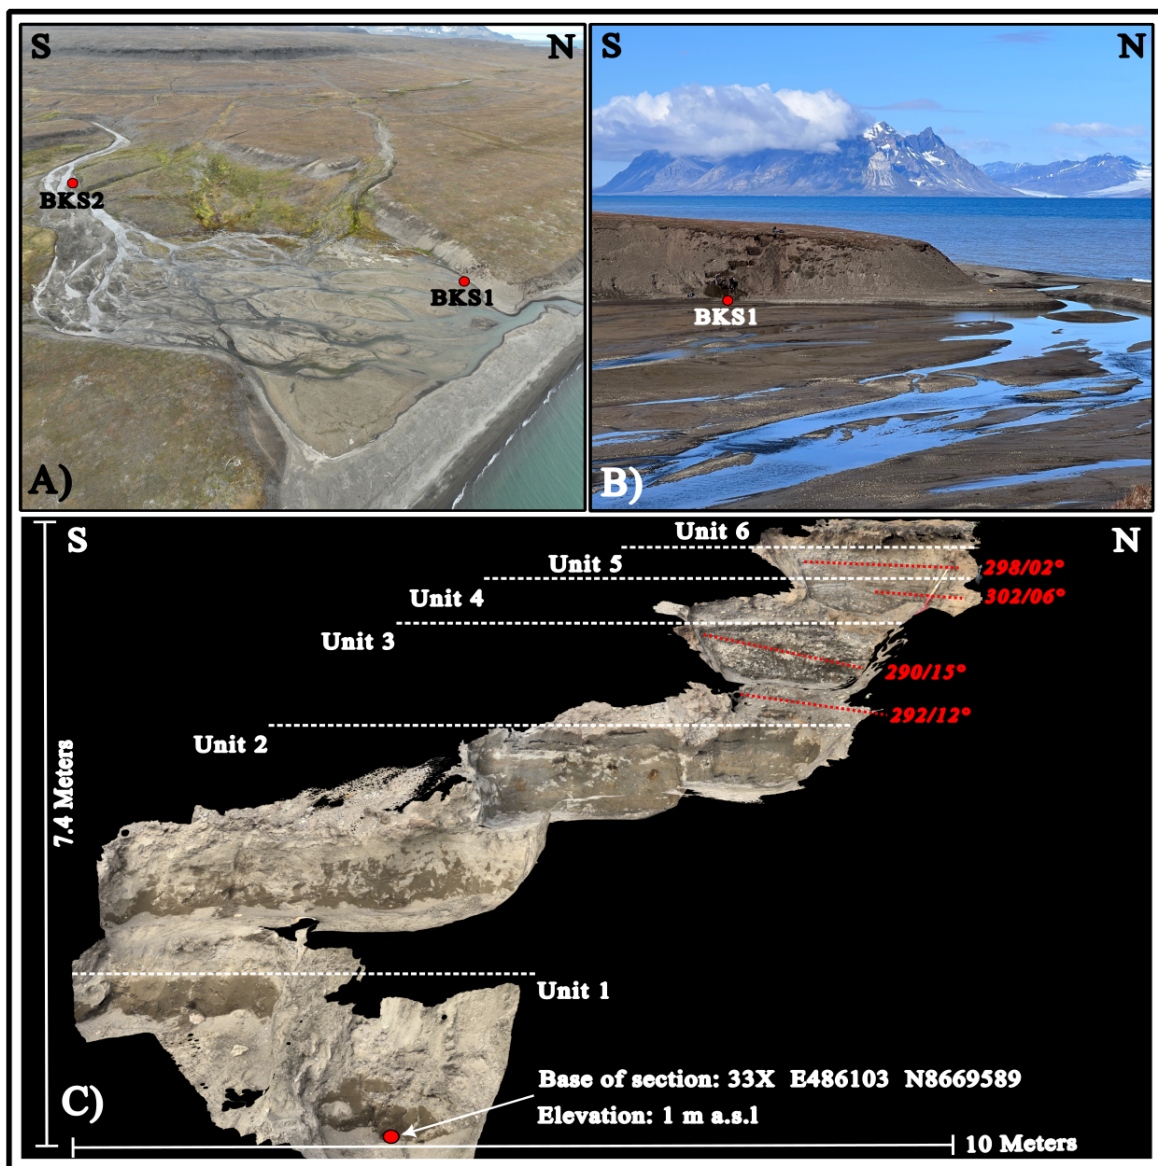 S N
BKS2
BKS1
A)
S N
BKS1
B)
S N
Unit 6
Unit 5
298/02°
Unit 4
302/06°
Unit 3
290/15°
292/12°
Unit 2
7.4 Meters
Unit 1
Base of section: 33X E486103 N8669589
Elevation: 1 m a.s.l
C)
10 Meters